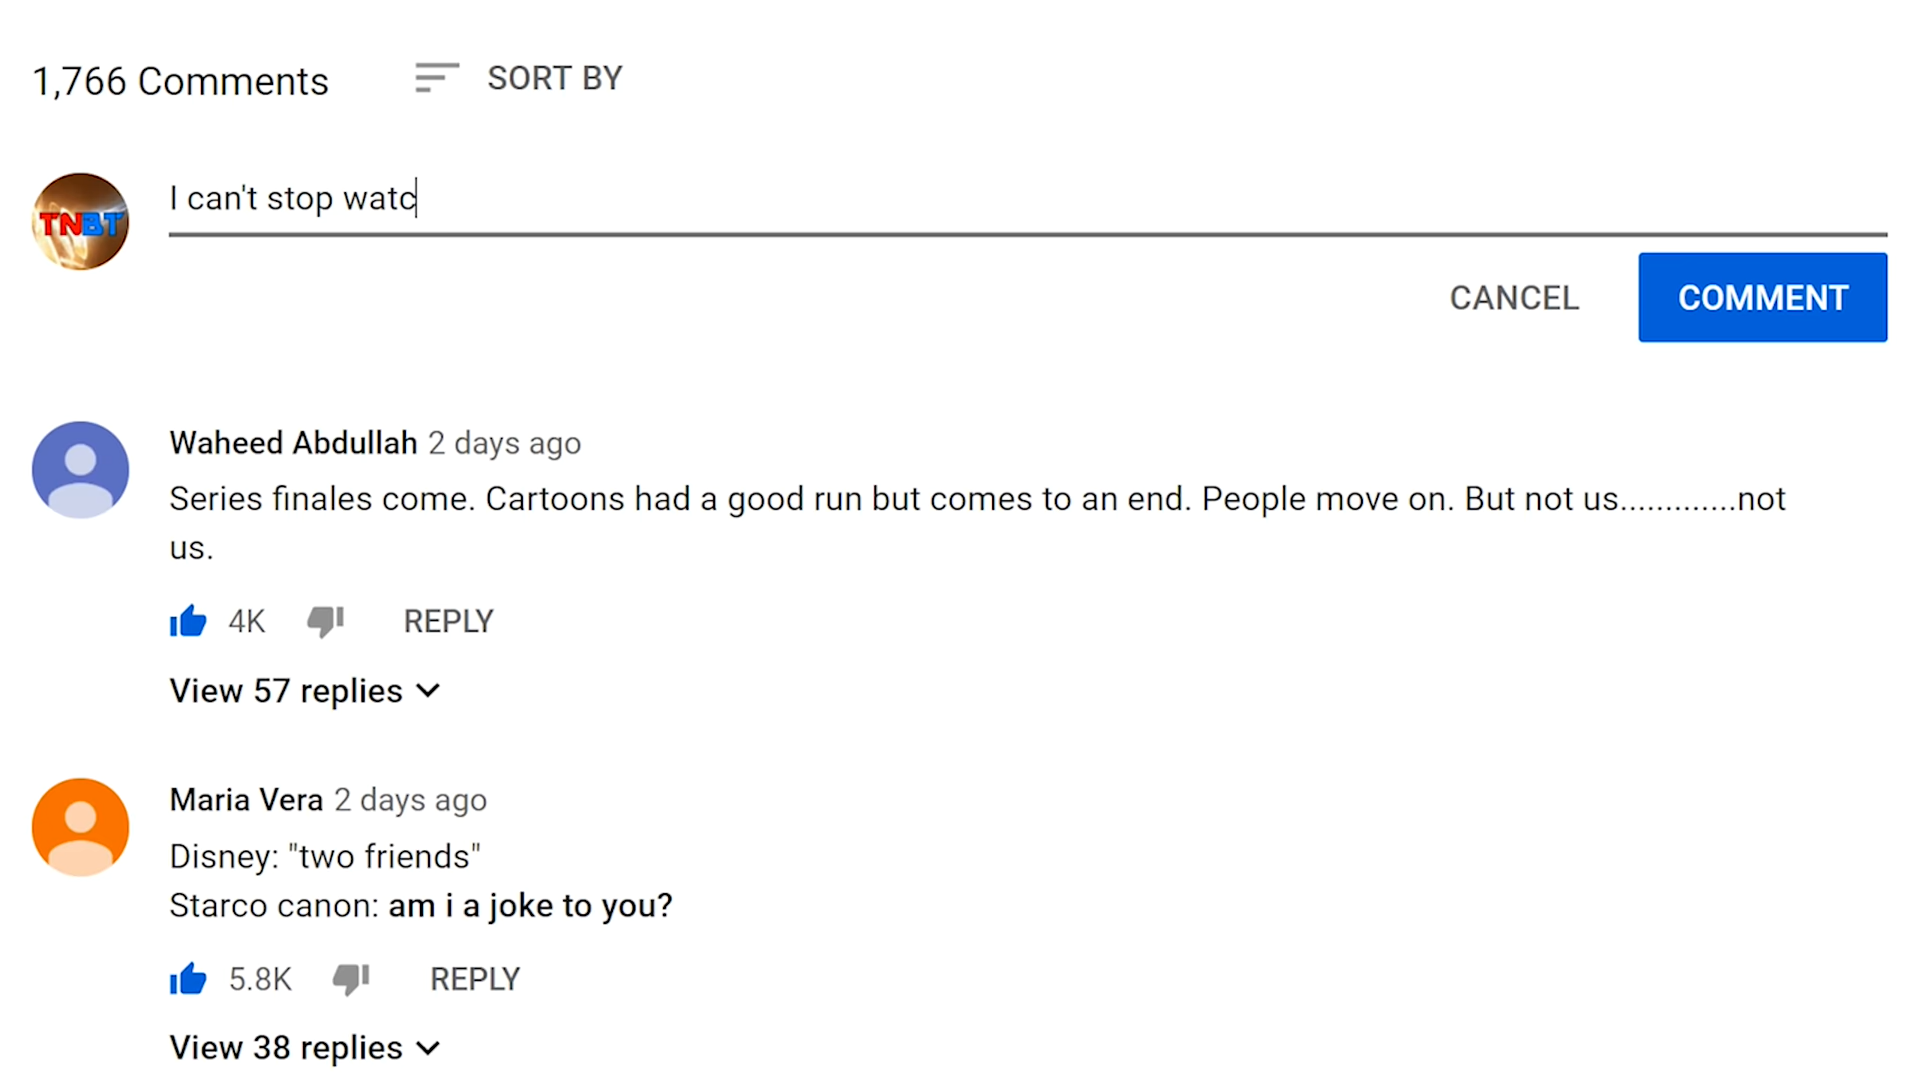 1,766 Comments SORT BY
TNBT
I can't stop watc
CANCEL COMMENT
Waheed Abdullah 2 days ago
Series finales come. Cartoons had a good run but comes to an end. People move on. But not us.............not
us.
4K REPLY
View 57 replies
Maria Vera 2 days ago
Disney: "two friends"
Starco canon: am i a joke to you?
5.8K REPLY
View 38 replies